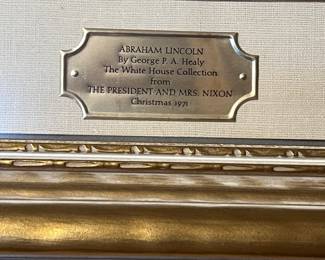 ABRAHAM LINCOLN
By George P. A. Healy
The White House Collection
from
THE PRESIDENT AND MRS. NIXON
Christmas 1971